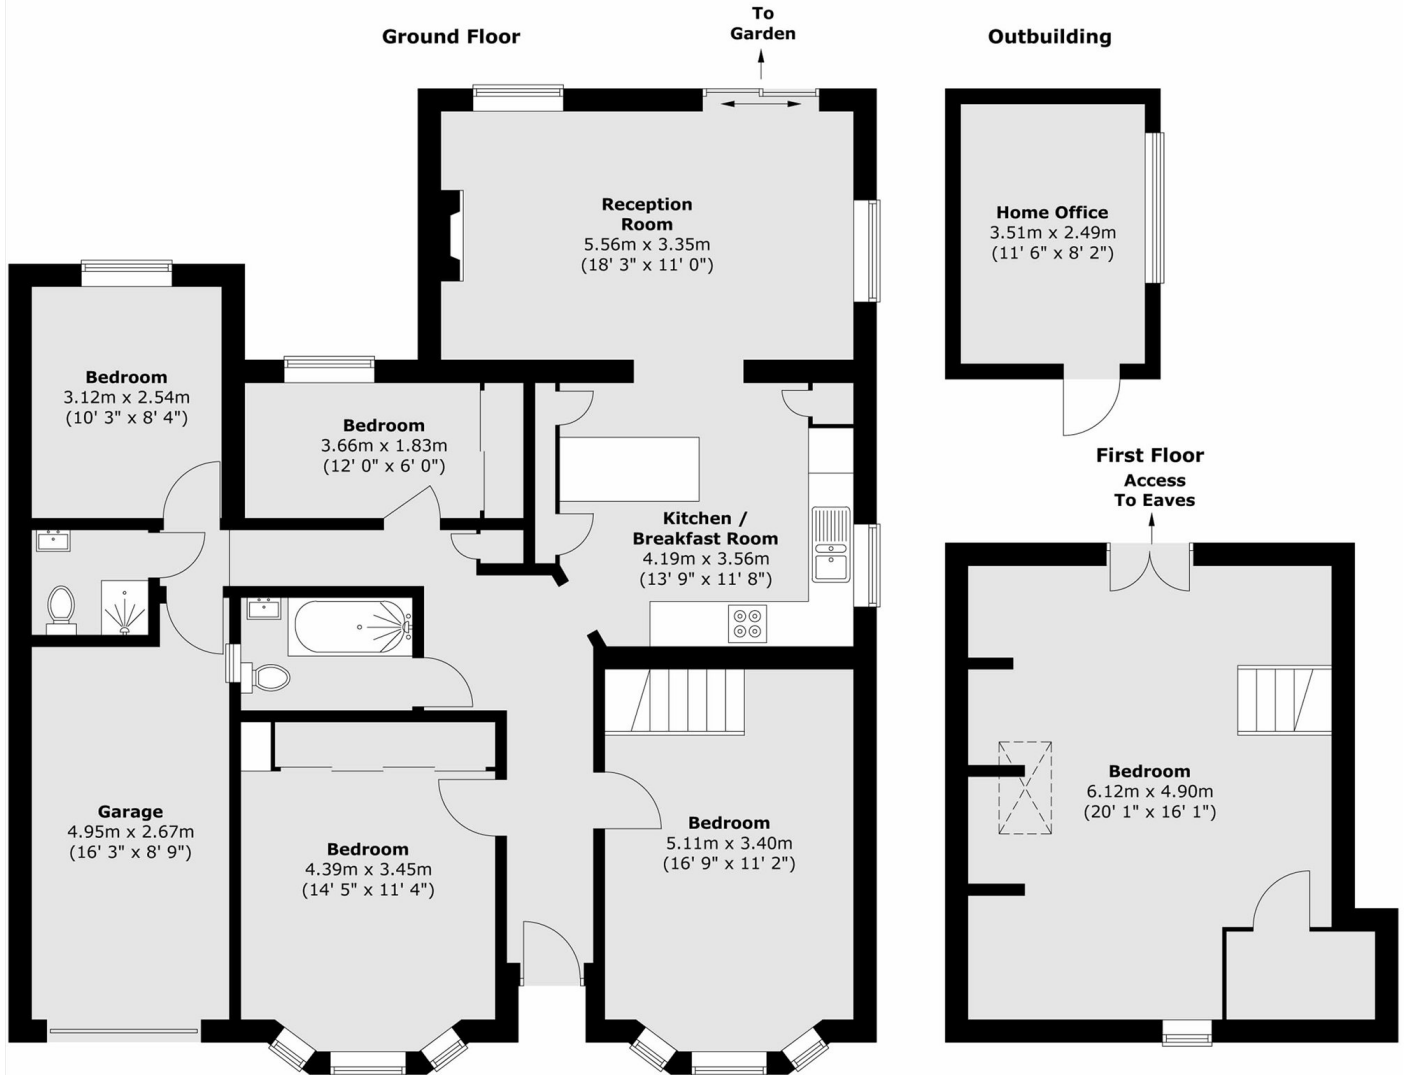 Ground Floor
To
Garden
Outbuilding
Reception
Room
5.56m x 3.35m
(18' 3" x 11' 0")
Home Office
3.51m x 2.49m
(11' 6" x 8' 2")
Bedroom
3.12m x 2.54m
(10' 3" x 8' 4")
Bedroom
3.66m x 1.83m
(12' 0" x 6' 0")
Kitchen /
Breakfast Room
4.19m x 3.56m
(13' 9" x 11' 8")
First Floor
Access
To Eaves
Garage
4.95m x 2.67m
(16' 3" x 8' 9")
Bedroom
4.39m x 3.45m
(14' 5" x 11' 4")
Bedroom
5.11m x 3.40m
(16' 9" x 11' 2")
Bedroom
6.12m x 4.90m
(20' 1" x 16' 1")